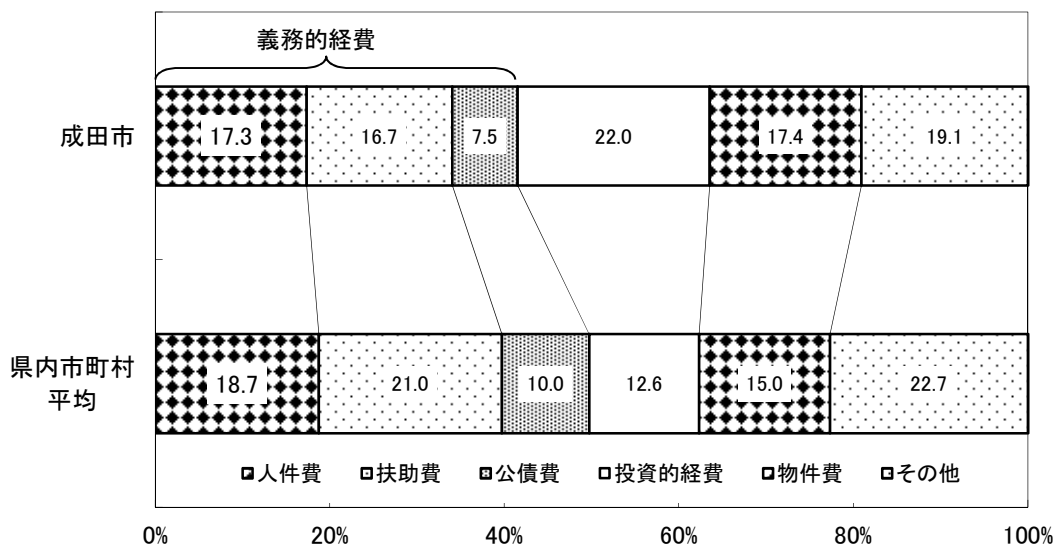 義務的経費
成田市
17.3 16.7 7.5 22.0 17.4 19.1
県内市町村
平均
18.7 21.0 10.0 12.6 15.0 22.7
人件費 扶助費 公債費 投資的経費 物件費 その他
0% 20% 40% 60% 80% 100%